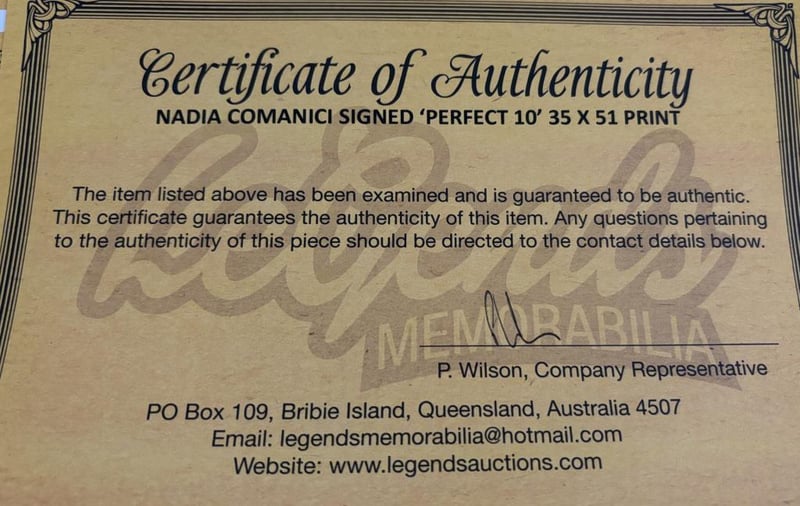 Certificate of Authenticity
NADIA COMANICI SIGNED ‘PERFECT 10’ 35 X 51 PRINT
Legends
MEMORABILIA
The item listed above has been examined and is guaranteed to be authentic.
This certificate guarantees the authenticity of this item. Any questions pertaining
to the authenticity of this piece should be directed to the contact details below.
P. Wilson, Company Representative
PO Box 109, Bribie Island, Queensland, Australia 4507
Email: legendsmemorabilia@hotmail.com
Website: www.legendsauctions.com